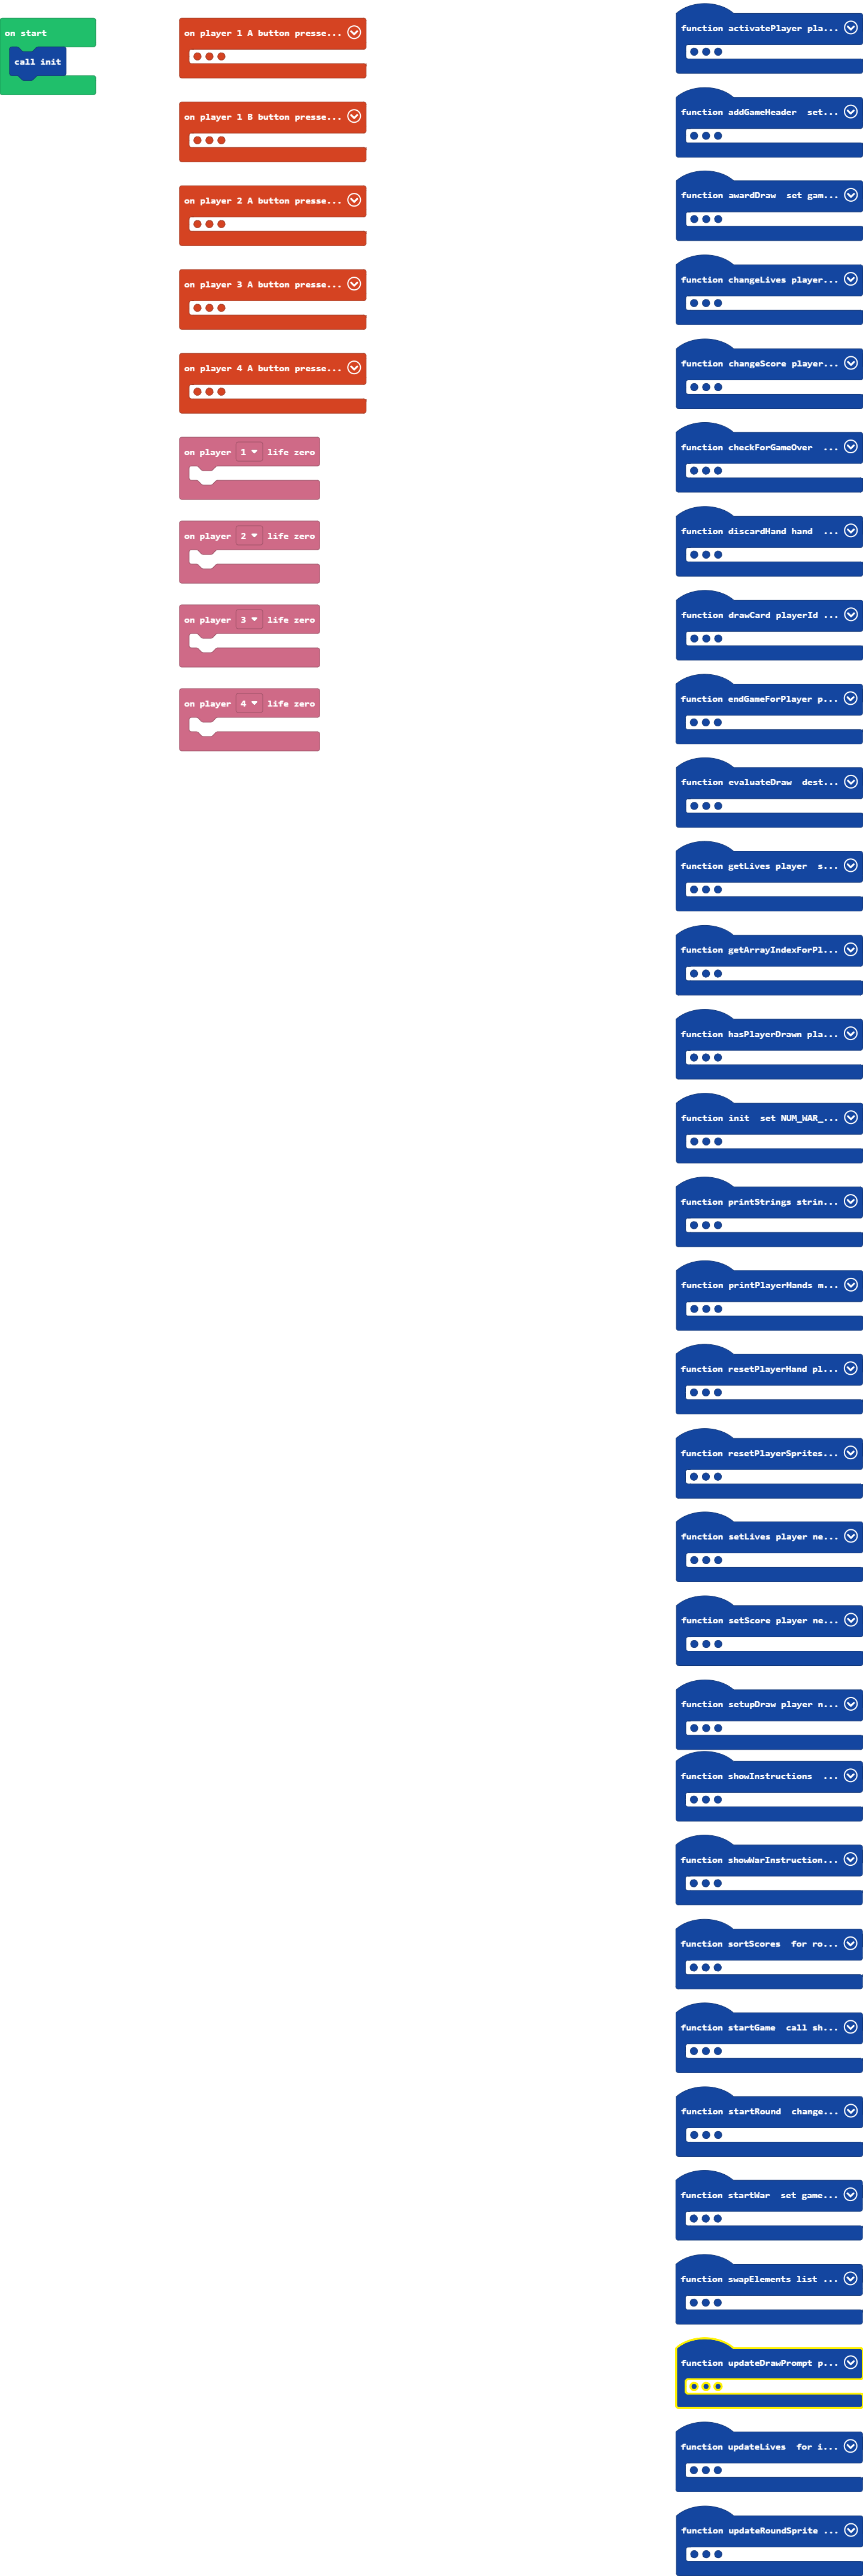 on start
call init
on player 1 A button presse...
on player 1 B button presse...
on player 2 A button presse...
on player 3 A button presse...
on player 4 A button presse...
on player 1 life zero
on player 2 life zero
on player 3 life zero
on player 4 life zero
function activatePlayer pla...
function addGameHeader set...
function awardDraw set gam...
function changeLives player...
function changeScore player...
function checkForGameOver ...
function discardHand hand ...
function drawCard playerId ...
function endGameForPlayer p...
function evaluateDraw dest...
function getLives player s...
function getArrayIndexForPl...
function hasPlayerDrawn pla...
function init set NUM_WAR_...
function printStrings strin...
function printPlayerHands m...
function resetPlayerHand pl...
function resetPlayerSprites...
function setLives player ne...
function setScore player ne...
function setupDraw player n...
function showInstructions ...
function showWarInstruction...
function sortScores for ro...
function startGame call sh...
function startRound change...
function startWar set game...
function swapElements list ...
function updateDrawPrompt p...
function updateLives for i...
function updateRoundSprite ...